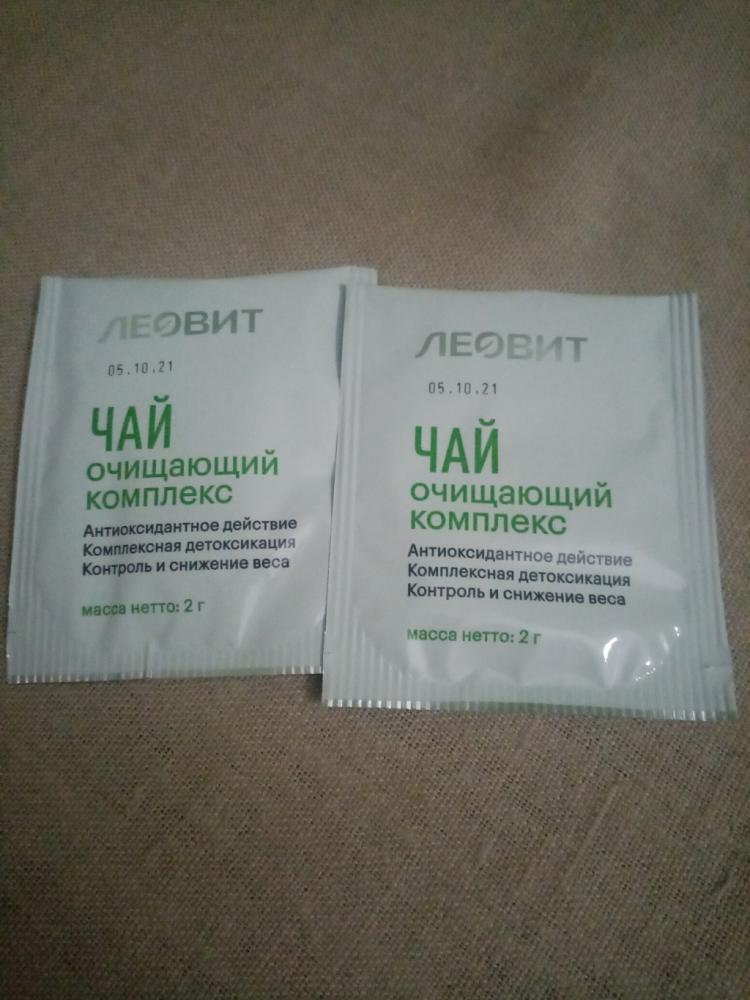 ЛЕОВИТ
05.10.21
ЧАЙ
очищающий
комплекс
Антиоксидантное действие
Комплексная детоксикация
Контроль и снижение веса
масса нетто: 2 г
ЛЕОВИТ
05.10.21
ЧАЙ
очищающий
комплекс
Антиоксидантное действие
Комплексная детоксикация
Контроль и снижение веса
масса нетто: 2 г